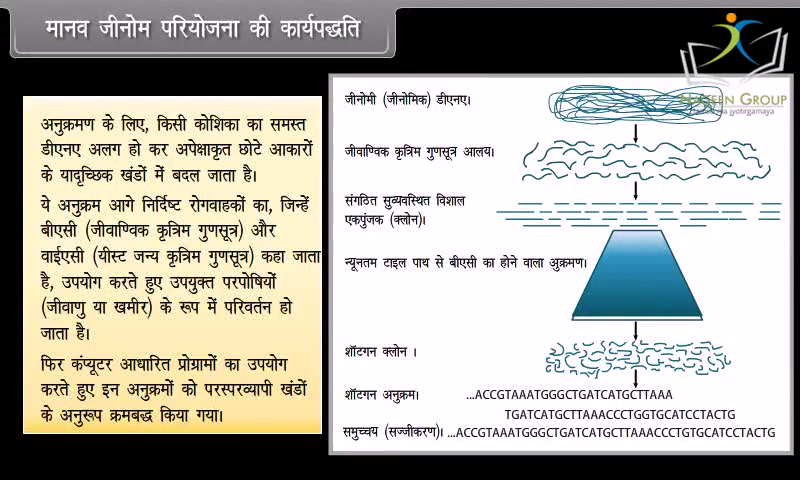 मानव जीनोम परियोजना की कार्यपद्धति
अनुक्रमण के लिए, किसी कोशिका का समस्त
डीएनए अलग हो कर अपेक्षाकृत छोटे आकारों
के यादृच्छिक खंडों में बदल जाता है।
ये अनुक्रम आगे निर्दिष्ट रोगवाहकों का, जिन्हें
बीएसी (जीवाण्विक कृत्रिम गुणसूत्र) और
वाईएसी (यीस्ट जन्य कृत्रिम गुणसूत्र) कहा जाता
है, उपयोग करते हुए उपयुक्त परपोषियों
(जीवाणु या खमीर) के रूप में परिवर्तन हो
जाता है।
फिर कंप्यूटर आधारित प्रोग्रामों का उपयोग
करते हुए इन अनुक्रमों को परस्परव्यापी खंडों
के अनुरूप क्रमबद्ध किया गया।
जीनोमी (जीनोमिक) डीएनए।
जीवाण्विक कृत्रिम गुणसूत्र आलय।
संगठित सुव्यवस्थित विशाल
एकपुंजक (क्लोन)।
न्यूनतम टाइल पाथ से बीएसी का होने वाला अुक्रमण।
शॉटगन क्लोन ।
शॉटगन अनुक्रम। ...ACCGTAAATGGGCTGATCATGCTTAAA
TGATCATGCTTAAACCCTGGTGCATCCTACTG
समुच्चय (सज्जीकरण)। ...ACCGTAAATGGGCTGATCATGCTTAAACCCTGTGCATCCTACTG
GROUP
jyotirgamaya